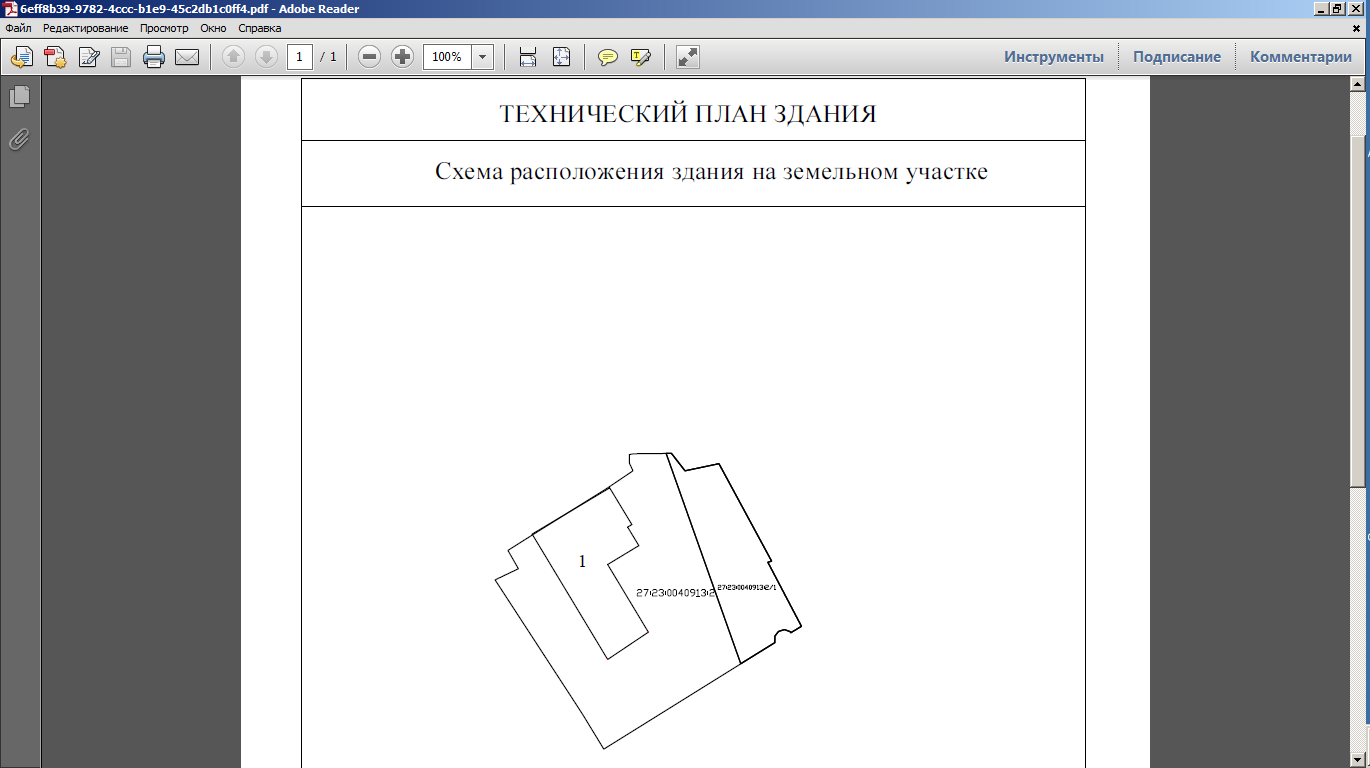 6eff8b39-9782-4ccc-b1e9-45c2db1c0ff4.pdf - Adobe Reader
Файл Редактирование Просмотр Окно Справка
1 / 1 100% Инструменты Подписание Комментарии
ТЕХНИЧЕСКИЙ ПЛАН ЗДАНИЯ
Схема расположения здания на земельном участке
1
27:23:0040913:2 27:23:0040913:2/1